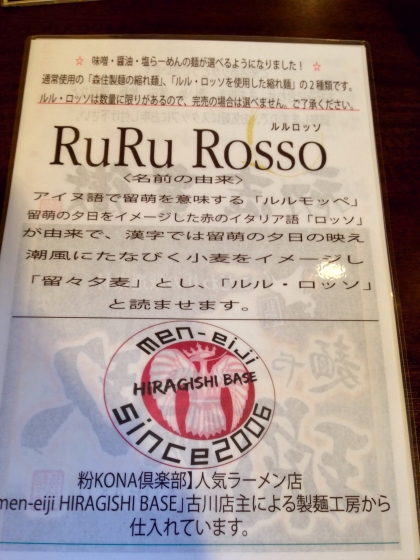 ☆ 味噌・醤油・塩らーめんの麺が選べるようになりました！ ☆
通常使用の「森住製麺の縮れ麺」、「ルル・ロッソを使用した縮れ麺」の2種類です。
ルル・ロッソは数量に限りがあるので、完売の場合は選べません。ご了承ください。
ルルロッソ
RuRu Rosso
<名前の由来>
アイヌ語で留萌を意味する「ルルモッペ」
留萌の夕日をイメージした赤のイタリア語「ロッソ」
が由来で、漢字では留萌の夕日の映え
潮風にたなびく小麦をイメージし
「留々夕麦」とし、「ルル・ロッソ」
と読ませます。
men-eiji
HIRAGISHI BASE
since2006
粉KONA倶楽部】人気ラーメン店
men-eiji HIRAGISHI BASE」古川店主による製麺工房から
仕入れています。